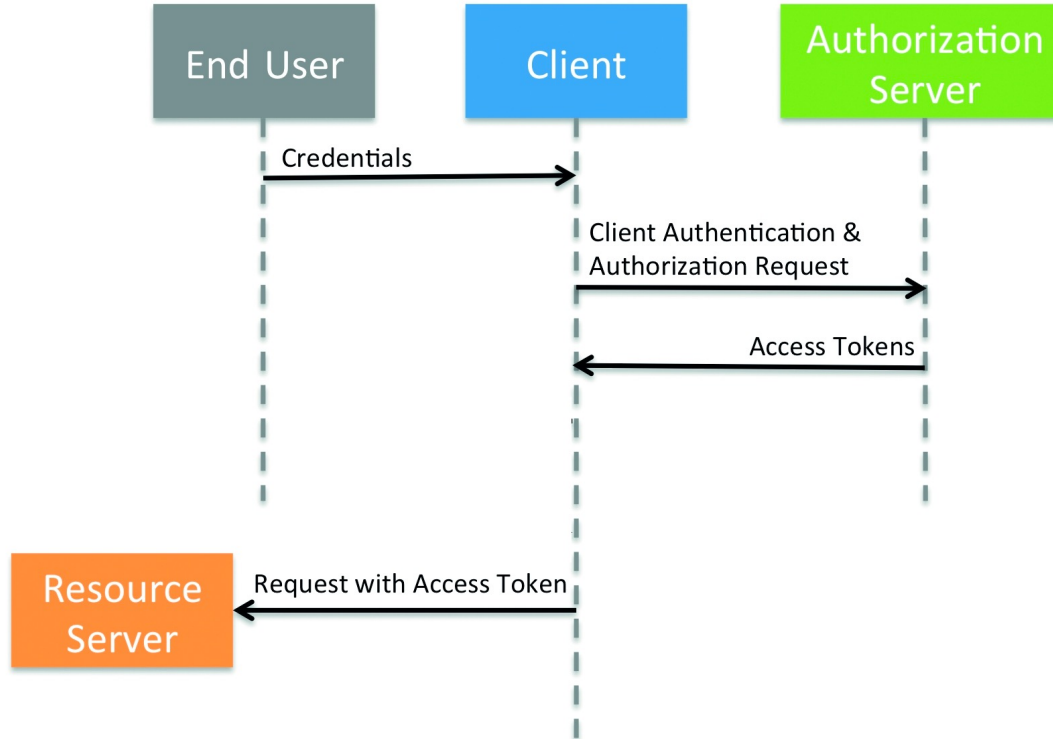 End User
Client
Authorization
Server
Credentials
Client Authentication &
Authorization Request
Access Tokens
Resource
Server
Request with Access Token